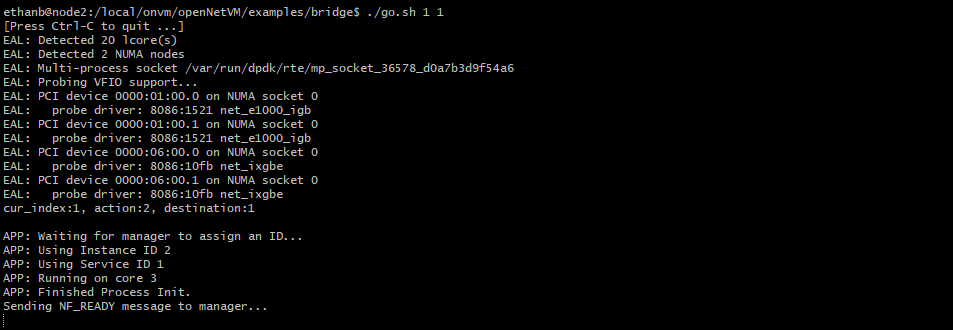 ethanb@node2:/local/onvm/openNetVM/examples/bridge$ ./go.sh 1 1
[Press Ctrl-C to quit ...]
EAL: Detected 20 lcore(s)
EAL: Detected 2 NUMA nodes
EAL: Multi-process socket /var/run/dpdk/rte/mp_socket_36578_d0a7b3d9f54a6
EAL: Probing VFIO support...
EAL: PCI device 0000:01:00.0 on NUMA socket 0
EAL:   probe driver: 8086:1521 net_e1000_igb
EAL: PCI device 0000:01:00.1 on NUMA socket 0
EAL:   probe driver: 8086:1521 net_e1000_igb
EAL: PCI device 0000:06:00.0 on NUMA socket 0
EAL:   probe driver: 8086:10fb net_ixgbe
EAL: PCI device 0000:06:00.1 on NUMA socket 0
EAL:   probe driver: 8086:10fb net_ixgbe
cur_index:1, action:2, destination:1

APP: Waiting for manager to assign an ID...
APP: Using Instance ID 2
APP: Using Service ID 1
APP: Running on core 3
APP: Finished Process Init.
Sending NF_READY message to manager...